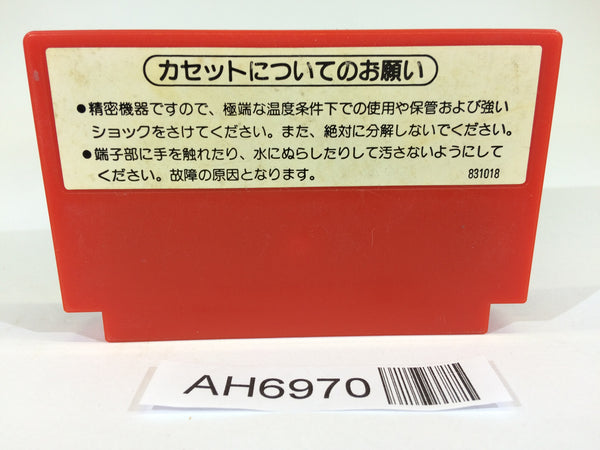 カセットについてのお願い
●精密機器ですので、極端な温度条件下での使用や保管および強い
ショックをさけてください。また、絶対に分解しないでください。
●端子部に手を触れたり、水にぬらしたりして汚さないようにして
ください。故障の原因となります。
831018
AH6970